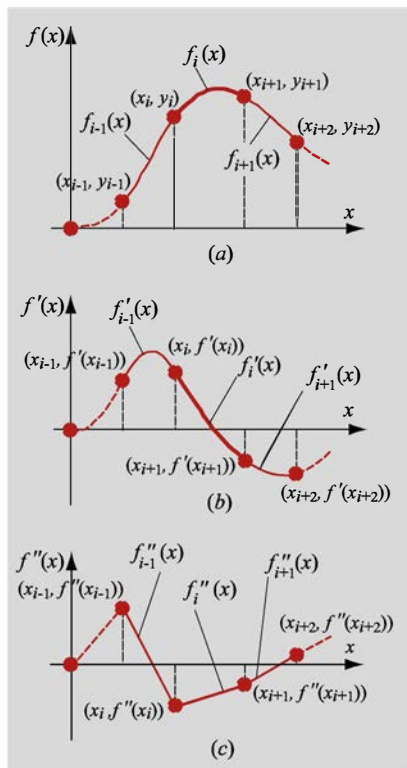 f(x)
f_i(x)
(x_i, y_i)
(x_{i+1}, y_{i+1})
f_{i-1}(x)
(x_{i+2}, y_{i+2})
(x_{i-1}, y_{i-1})
f_{i+1}(x)
x
(a)
f'(x)
f'_{i-1}(x)
(x_{i-1}, f'(x_{i-1}))
(x_i, f'(x_i))
f_i'(x)
f'_{i+1}(x)
x
(x_{i+1}, f'(x_{i+1}))
(x_{i+2}, f'(x_{i+2}))
(b)
f''(x)
f''_{i-1}(x)
f''_{i+1}(x)
(x_{i-1}, f''(x_{i-1}))
f_i''(x)
(x_{i+2}, f''(x_{i+2}))
x
(x_i, f''(x_i))
(x_{i+1}, f''(x_{i+1}))
(c)